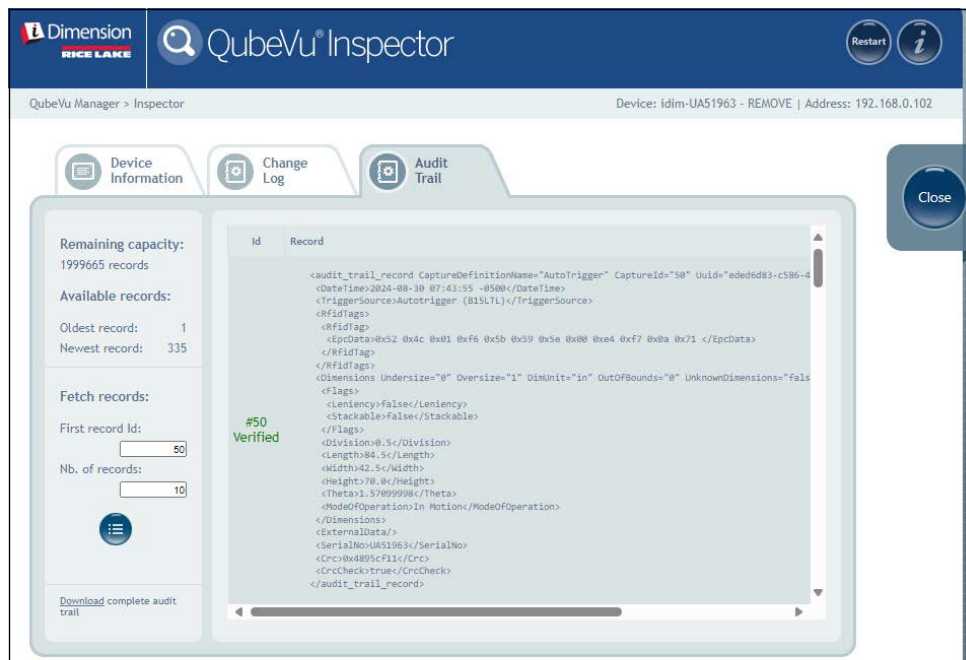 iDimension
RICE LAKE
QubeVu® Inspector
Restart
i
QubeVu Manager > Inspector
Device: idim-UA51963 - REMOVE | Address: 192.168.0.102
Device
Information
Change
Log
Audit
Trail
Close
Remaining capacity:
1999665 records
Available records:
Oldest record: 1
Newest record: 335
Fetch records:
First record Id:
50
Nb. of records:
10
Download complete audit
trail
Id Record
#50
Verified
<audit_trail_record CaptureDefinitionName="AutoTrigger" CaptureId="50" Uuid="eded6d83-c586-4
<DateTime>2024-08-30 07:43:55 -0500</DateTime>
<TriggerSource>Autotrigger (B15LTL)</TriggerSource>
<RfidTags>
<RfidTag>
<EpcData>0x52 0x4c 0x01 0xf6 0x5b 0x59 0x5e 0x00 0xe4 0xf7 0x0a 0x71 </EpcData>
</RfidTag>
</RfidTags>
<Dimensions Undersize="0" Oversize="1" DimUnit="in" OutOfBounds="0" UnknownDimensions="fals
<Flags>
<Leniency>false</Leniency>
<Stackable>false</Stackable>
</Flags>
<Division>0.5</Division>
<Length>84.5</Length>
<Width>42.5</Width>
<Height>70.0</Height>
<Theta>1.57099998</Theta>
<ModeOfOperation>In Motion</ModeOfOperation>
</Dimensions>
<ExternalData/>
<SerialNo>UA51963</SerialNo>
<Crc>0x4895cf11</Crc>
<CrcCheck>true</CrcCheck>
</audit_trail_record>